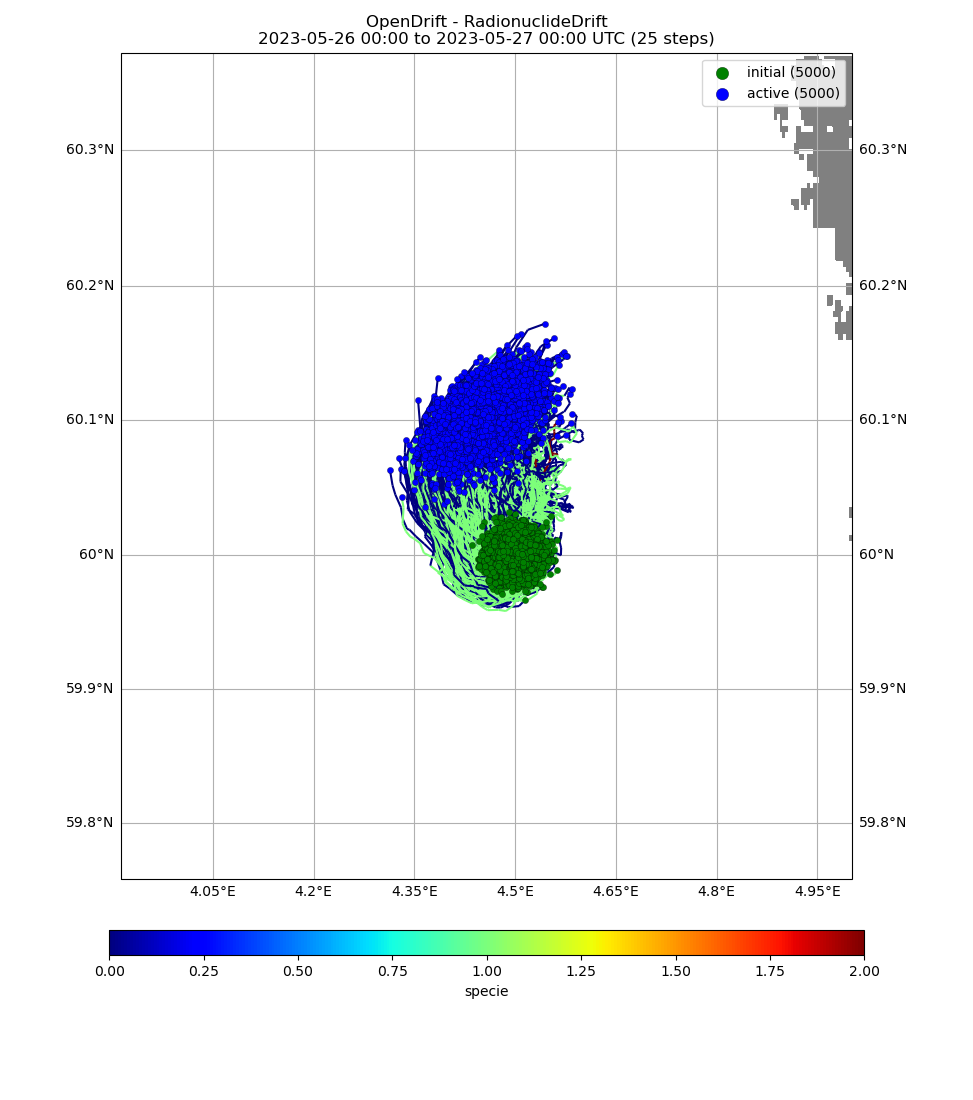 OpenDrift - RadionuclideDrift
2023-05-26 00:00 to 2023-05-27 00:00 UTC (25 steps)
initial (5000)
active (5000)
60.3°N 60.3°N
60.2°N 60.2°N
60.1°N 60.1°N
60°N 60°N
59.9°N 59.9°N
59.8°N 59.8°N
4.05°E 4.2°E 4.35°E 4.5°E 4.65°E 4.8°E 4.95°E
0.00 0.25 0.50 0.75 1.00 1.25 1.50 1.75 2.00
specie